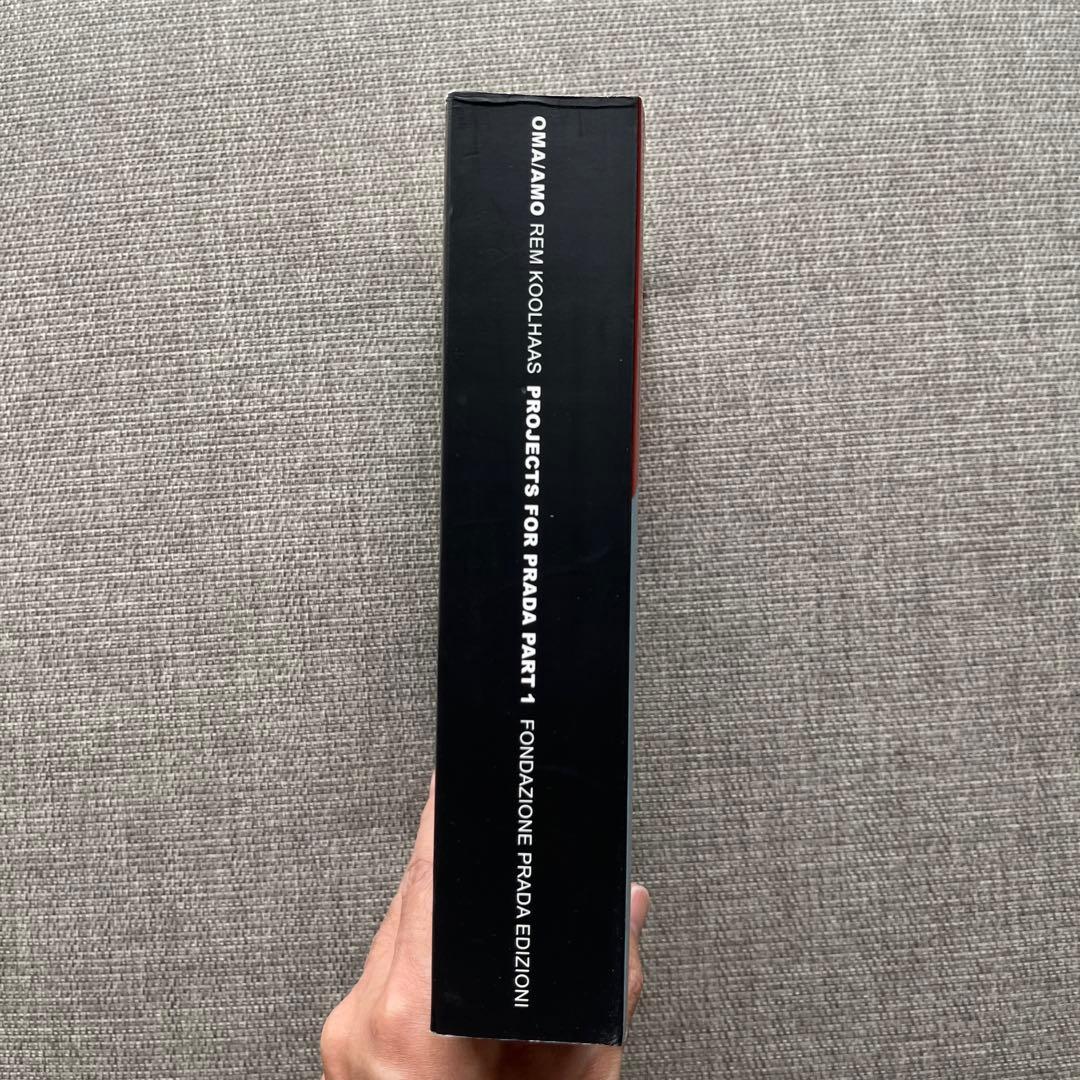 OMA/AMO REM KOOLHAAS PROJECTS FOR PRADA PART 1 FONDAZIONE PRADA EDIZIONI